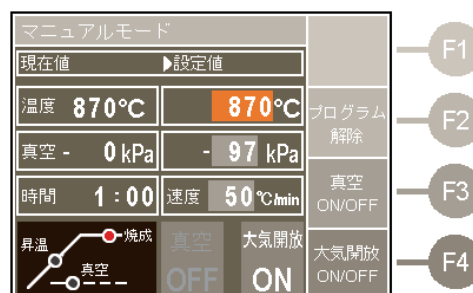 マニュアルモード
現在値 ▶設定値
温度 870℃ 870℃
真空 - 0 kPa - 97 kPa
時間 1:00 速度 50 ℃/min
昇温 焼成
真空
真空 OFF
大気開放 ON
プログラム
解除
真空
ON/OFF
大気開放
ON/OFF
F1
F2
F3
F4